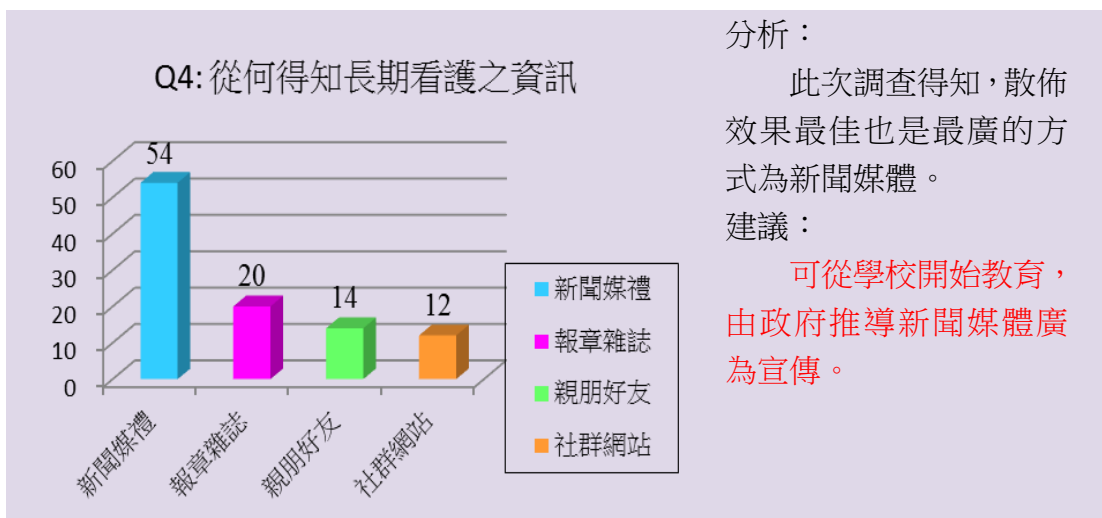 Q4: 從何得知長期看護之資訊
60
50
40
30
20
10
0
54
20
14
12
新聞媒禮
報章雜誌
親朋好友
社群網站
新聞媒禮
報章雜誌
親朋好友
社群網站
分析：
此次調查得知，散佈
效果最佳也是最廣的方
式為新聞媒體。
建議：
可從學校開始教育，
由政府推導新聞媒體廣
為宣傳。